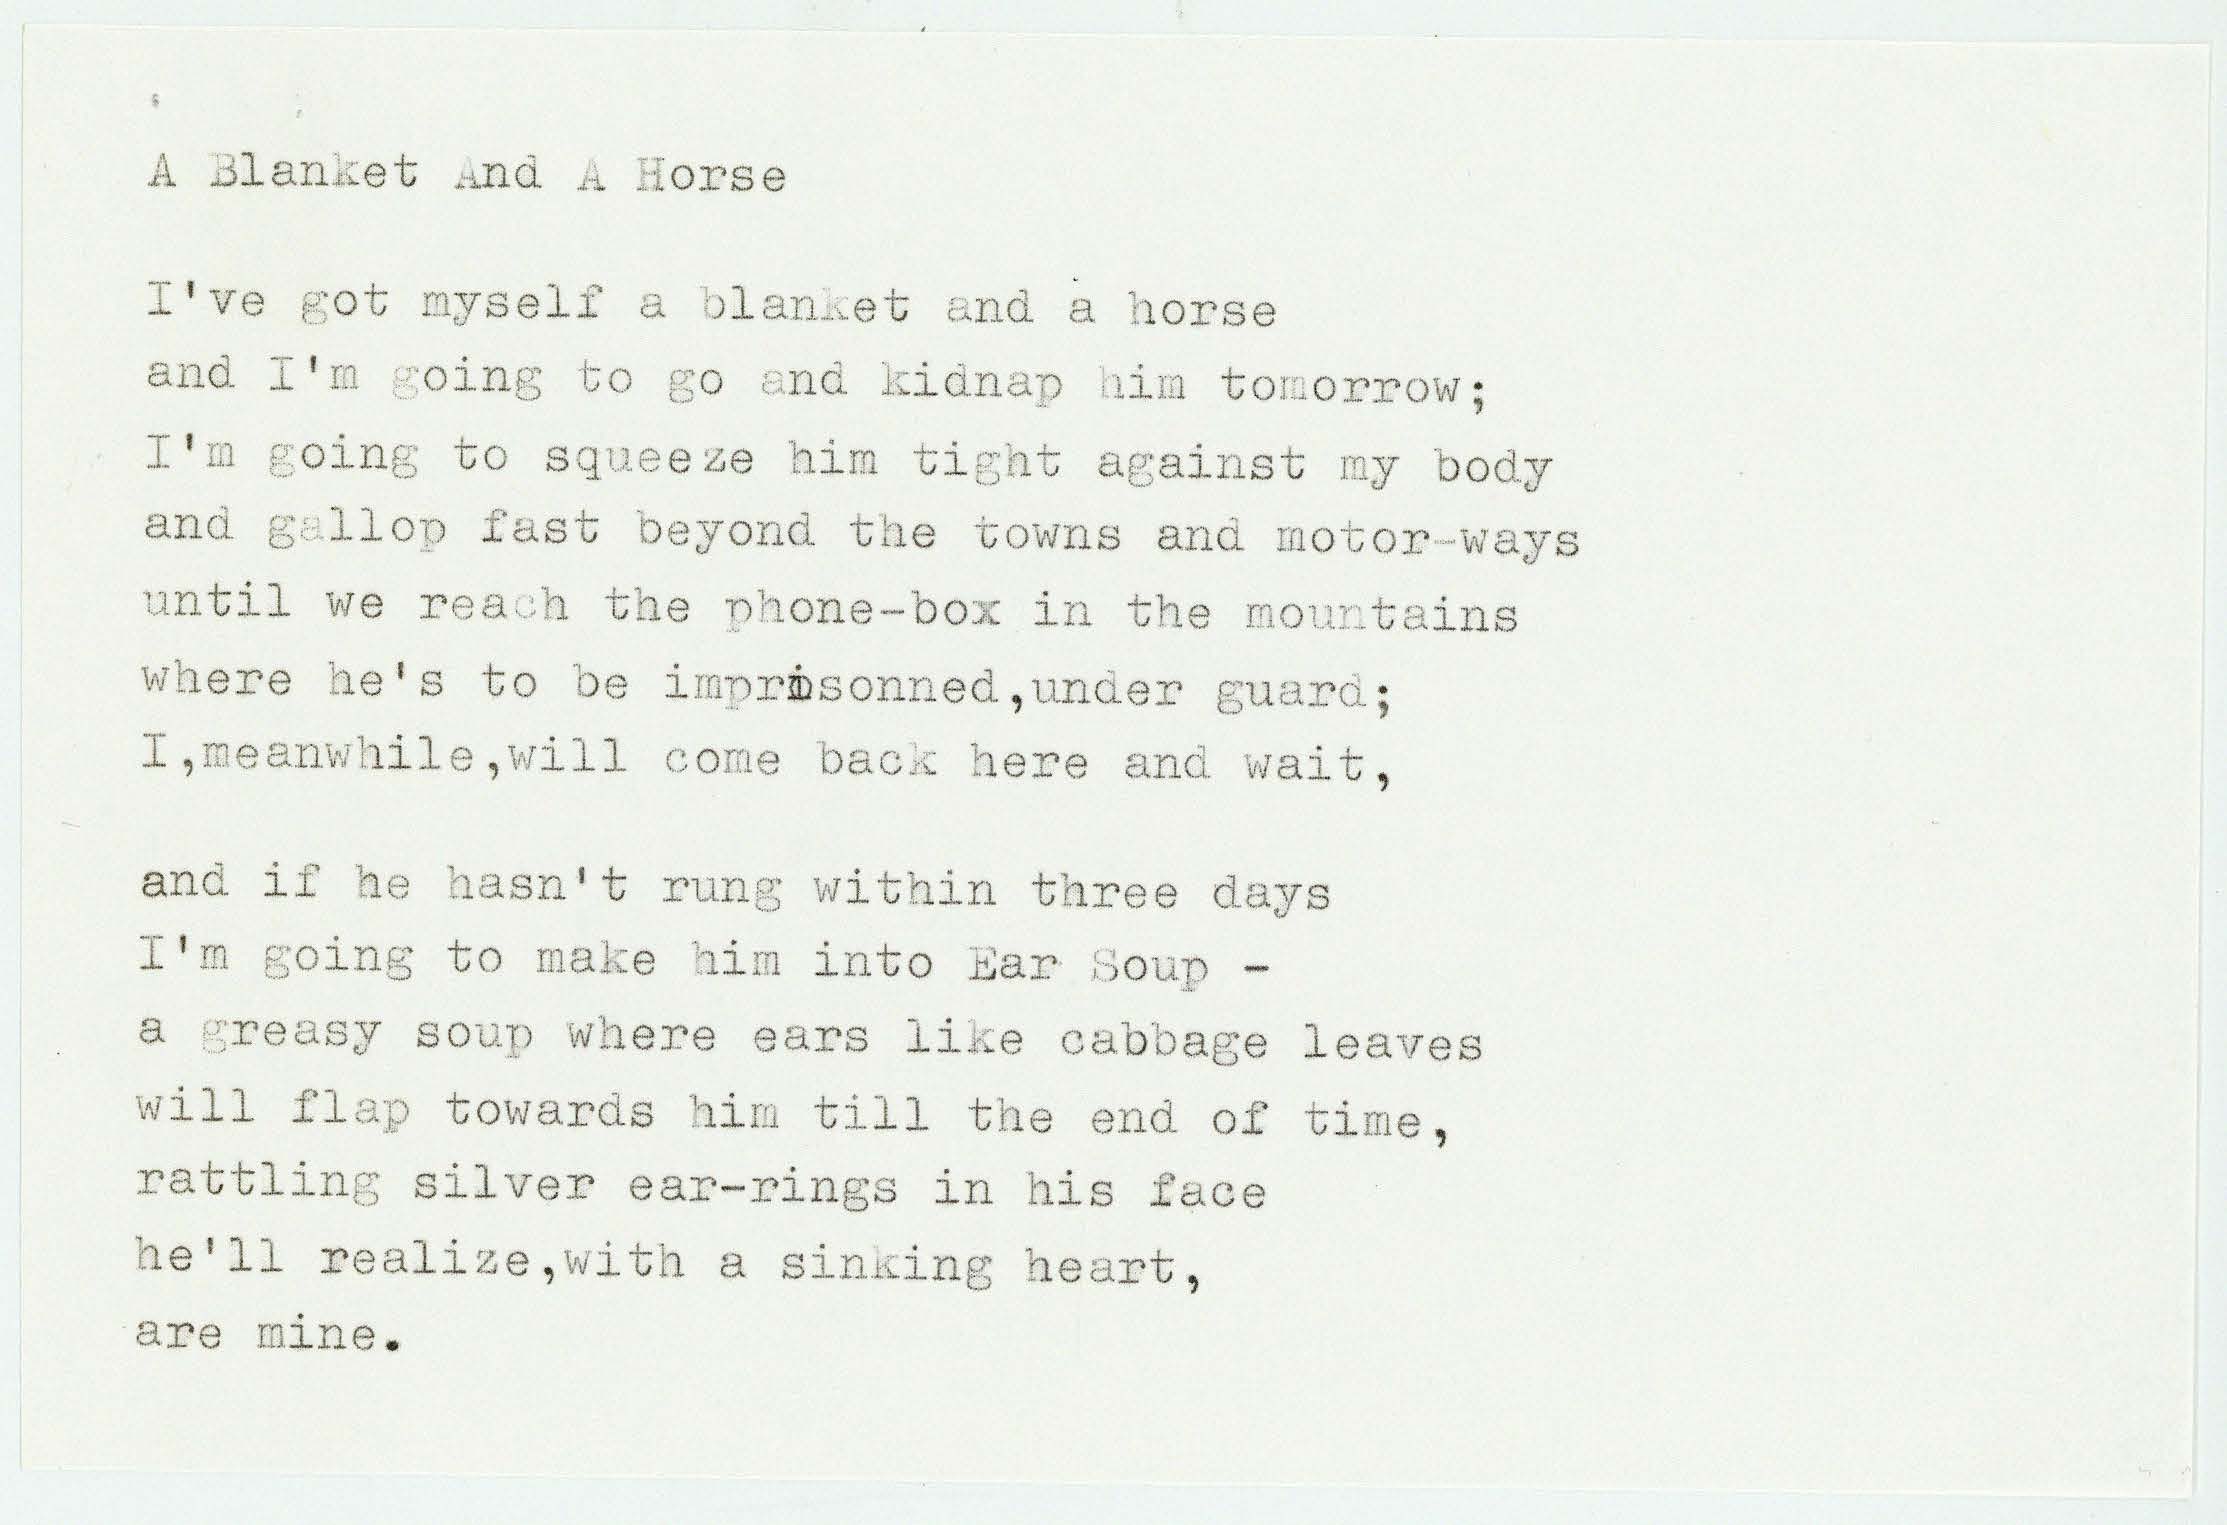 A Blanket And A Horse
I've got myself a blanket and a horse
and I'm going to go and kidnap him tomorrow;
I'm going to squeeze him tight against my body
and gallop fast beyond the towns and motor-ways
until we reach the phone-box in the mountains
where he's to be imprisonned,under guard;
I,meanwhile,will come back here and wait,
and if he hasn't rung within three days
I'm going to make him into Ear Soup -
a greasy soup where ears like cabbage leaves
will flap towards him till the end of time,
rattling silver ear-rings in his face
he'll realize,with a sinking heart,
are mine.